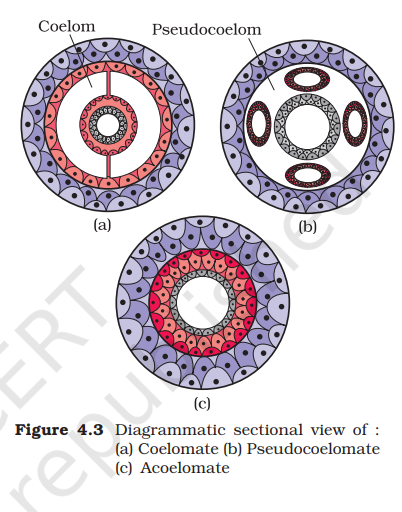 Coelom
Pseudocoelom
(a)
(b)
(c)
Figure 4.3 Diagrammatic sectional view of :
(a) Coelomate (b) Pseudocoelomate
(c) Acoelomate